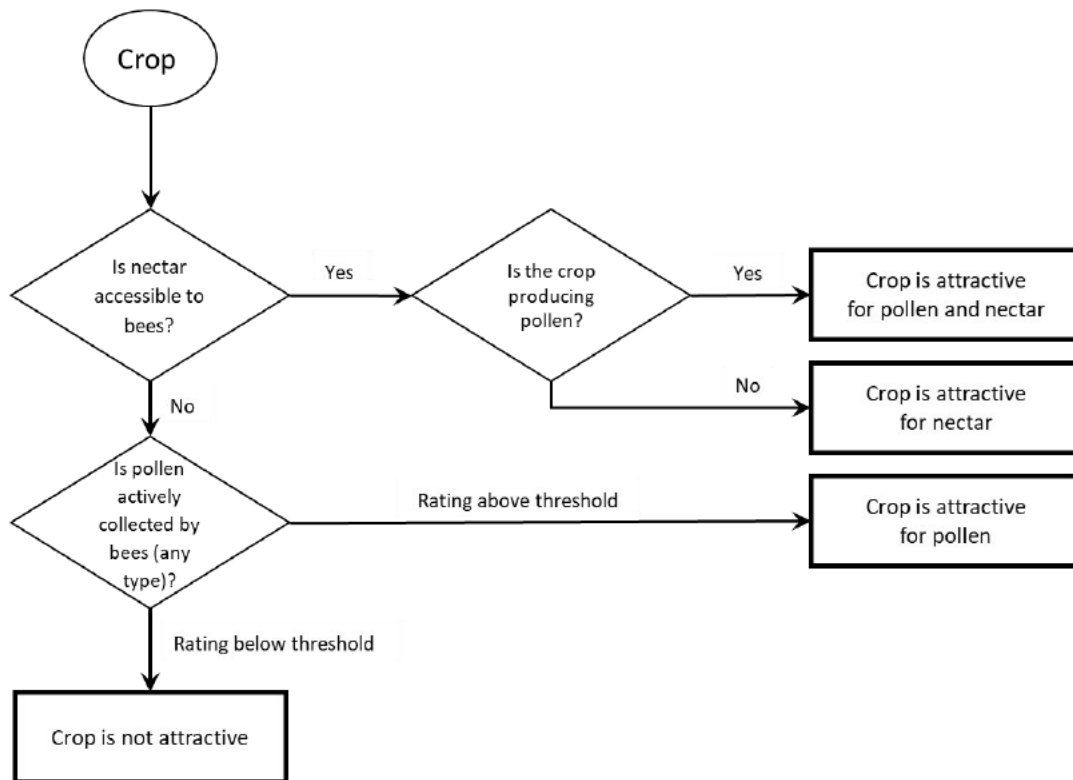 Crop
Is nectar
accessible to
bees?
Yes
Is the crop
producing
pollen?
Yes
Crop is attractive
for pollen and nectar
No
Crop is attractive
for nectar
No
Is pollen
actively
collected by
bees (any
type)?
Rating above threshold
Crop is attractive
for pollen
Rating below threshold
Crop is not attractive